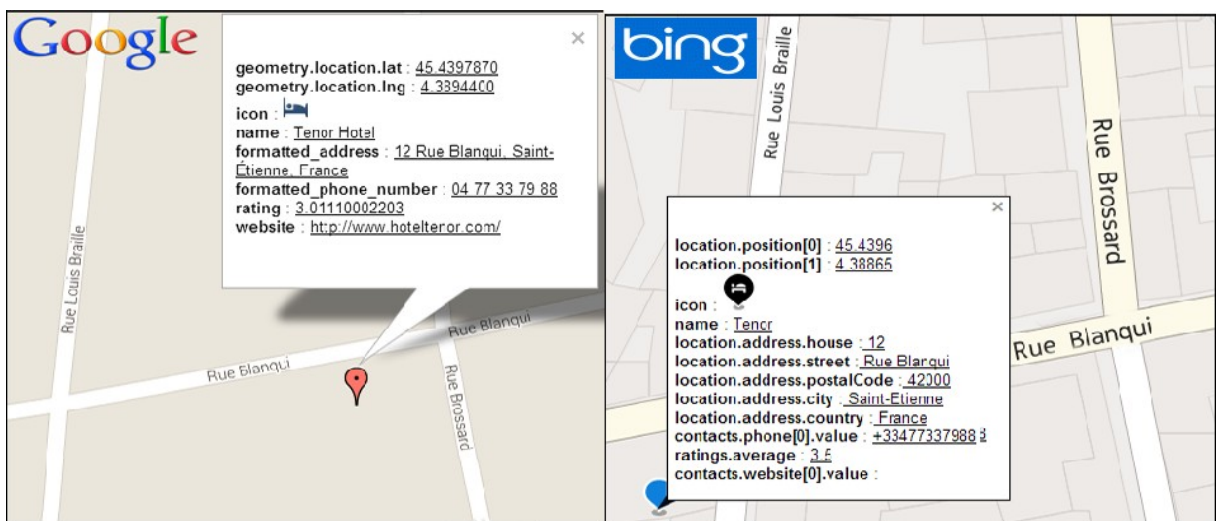 Google
geometry.location.lat : 45.4397870
geometry.location.lng : 4.3894400
icon :
name : Tenor Hotel
formatted_address : 12 Rue Blanqui, Saint-
Étienne, France
formatted_phone_number : 04 77 33 79 88
rating : 3.01110002203
website : http://www.hoteltenor.com/
Rue Louis Braille
Rue Blanqui
Rue Blanqui
Rue Brossard
bing
Rue Louis Braille
Rue Brossard
Rue Blanqui
location.position[0] : 45.4396
location.position[1] : 4.38865
icon :
name : Tenor
location.address.house : 12
location.address.street : Rue Blanqui
location.address.postalCode : 42000
location.address.city : Saint-Etienne
location.address.country : France
contacts.phone[0].value : +33477337988
ratings.average : 3.5
contacts.website[0].value :